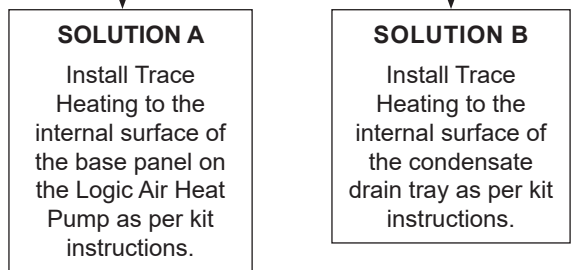 SOLUTION A
Install Trace
Heating to the
internal surface of
the base panel on
the Logic Air Heat
Pump as per kit
instructions.
SOLUTION B
Install Trace
Heating to the
internal surface of
the condensate
drain tray as per kit
instructions.